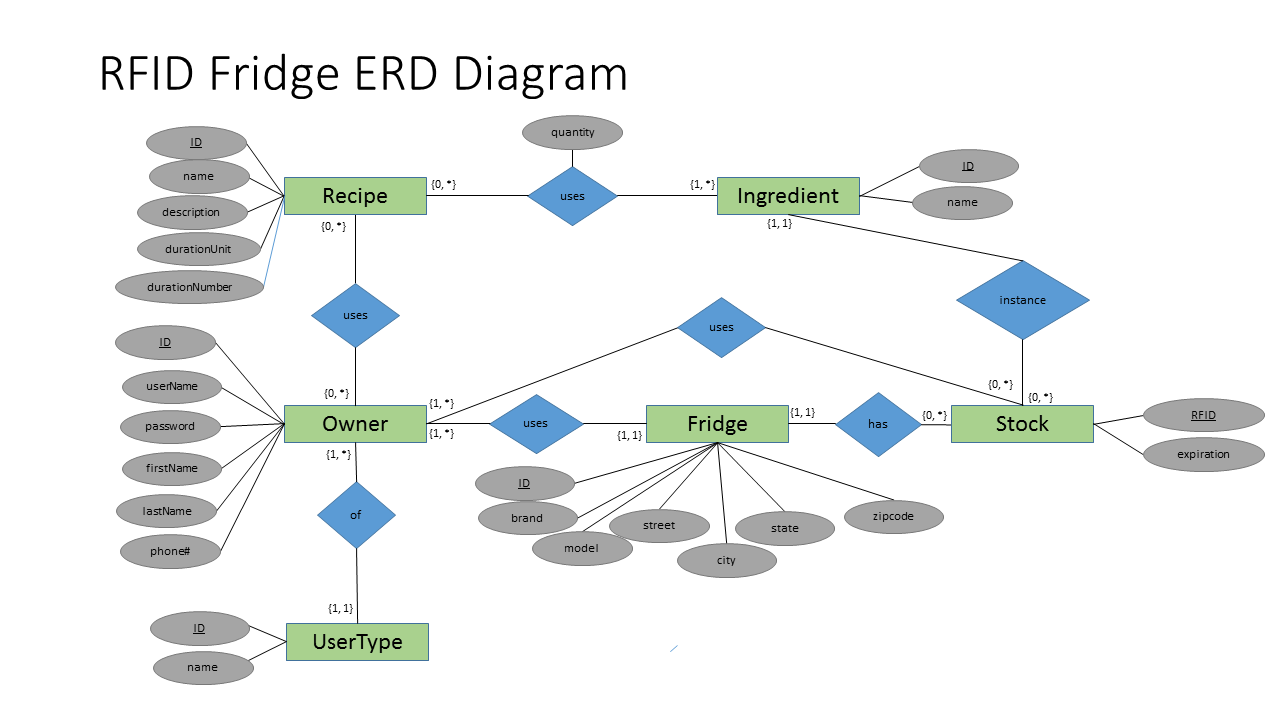 RFID Fridge ERD Diagram
quantity
ID
name
description
durationUnit
durationNumber
Recipe
{0, *}
uses
{1, *}
Ingredient
ID
name
{0, *}
{1, 1}
uses
instance
uses
ID
userName
password
firstName
lastName
phone#
{0, *}
Owner
{1, *}
{1, *}
{1, *}
uses
{1, 1}
Fridge
{1, 1}
has
{0, *}
{0, *}
{0, *}
Stock
RFID
expiration
ID
brand
model
street
city
state
zipcode
of
{1, 1}
UserType
ID
name